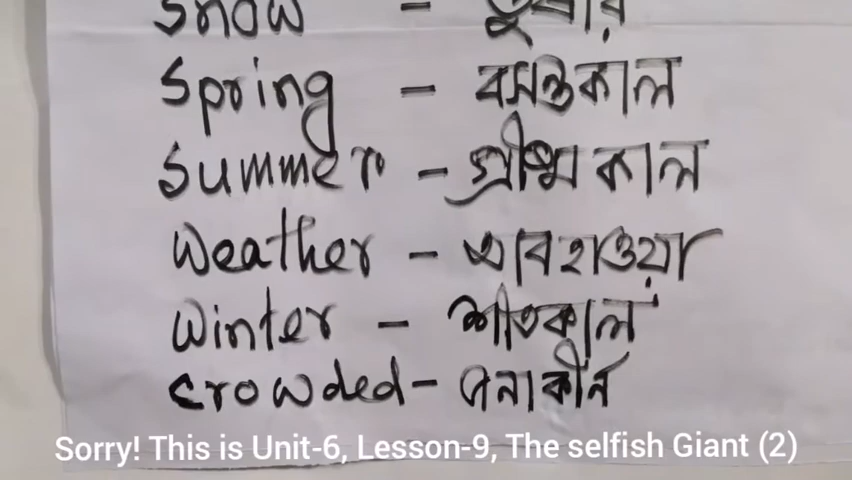 Snow - তুষার
Spring - বসন্তকাল
Summer - গ্রীষ্মকাল
Weather - আবহাওয়া
Winter - শীতকাল
Crowded - জনাকীর্ন
Sorry! This is Unit-6, Lesson-9, The selfish Giant (2)